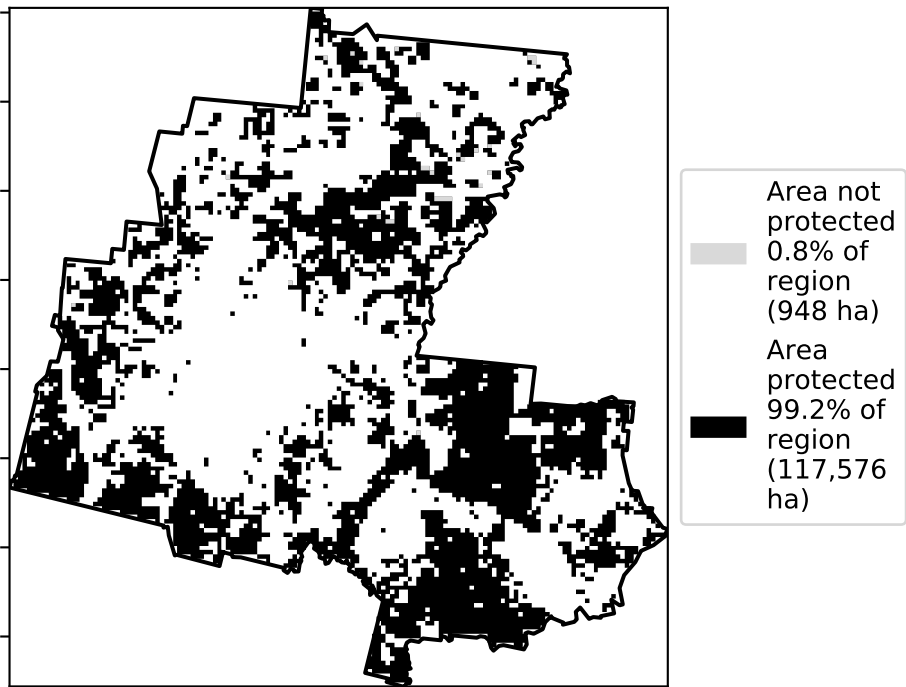 Area not
protected
0.8% of
region
(948 ha)
Area
protected
99.2% of
region
(117,576
ha)